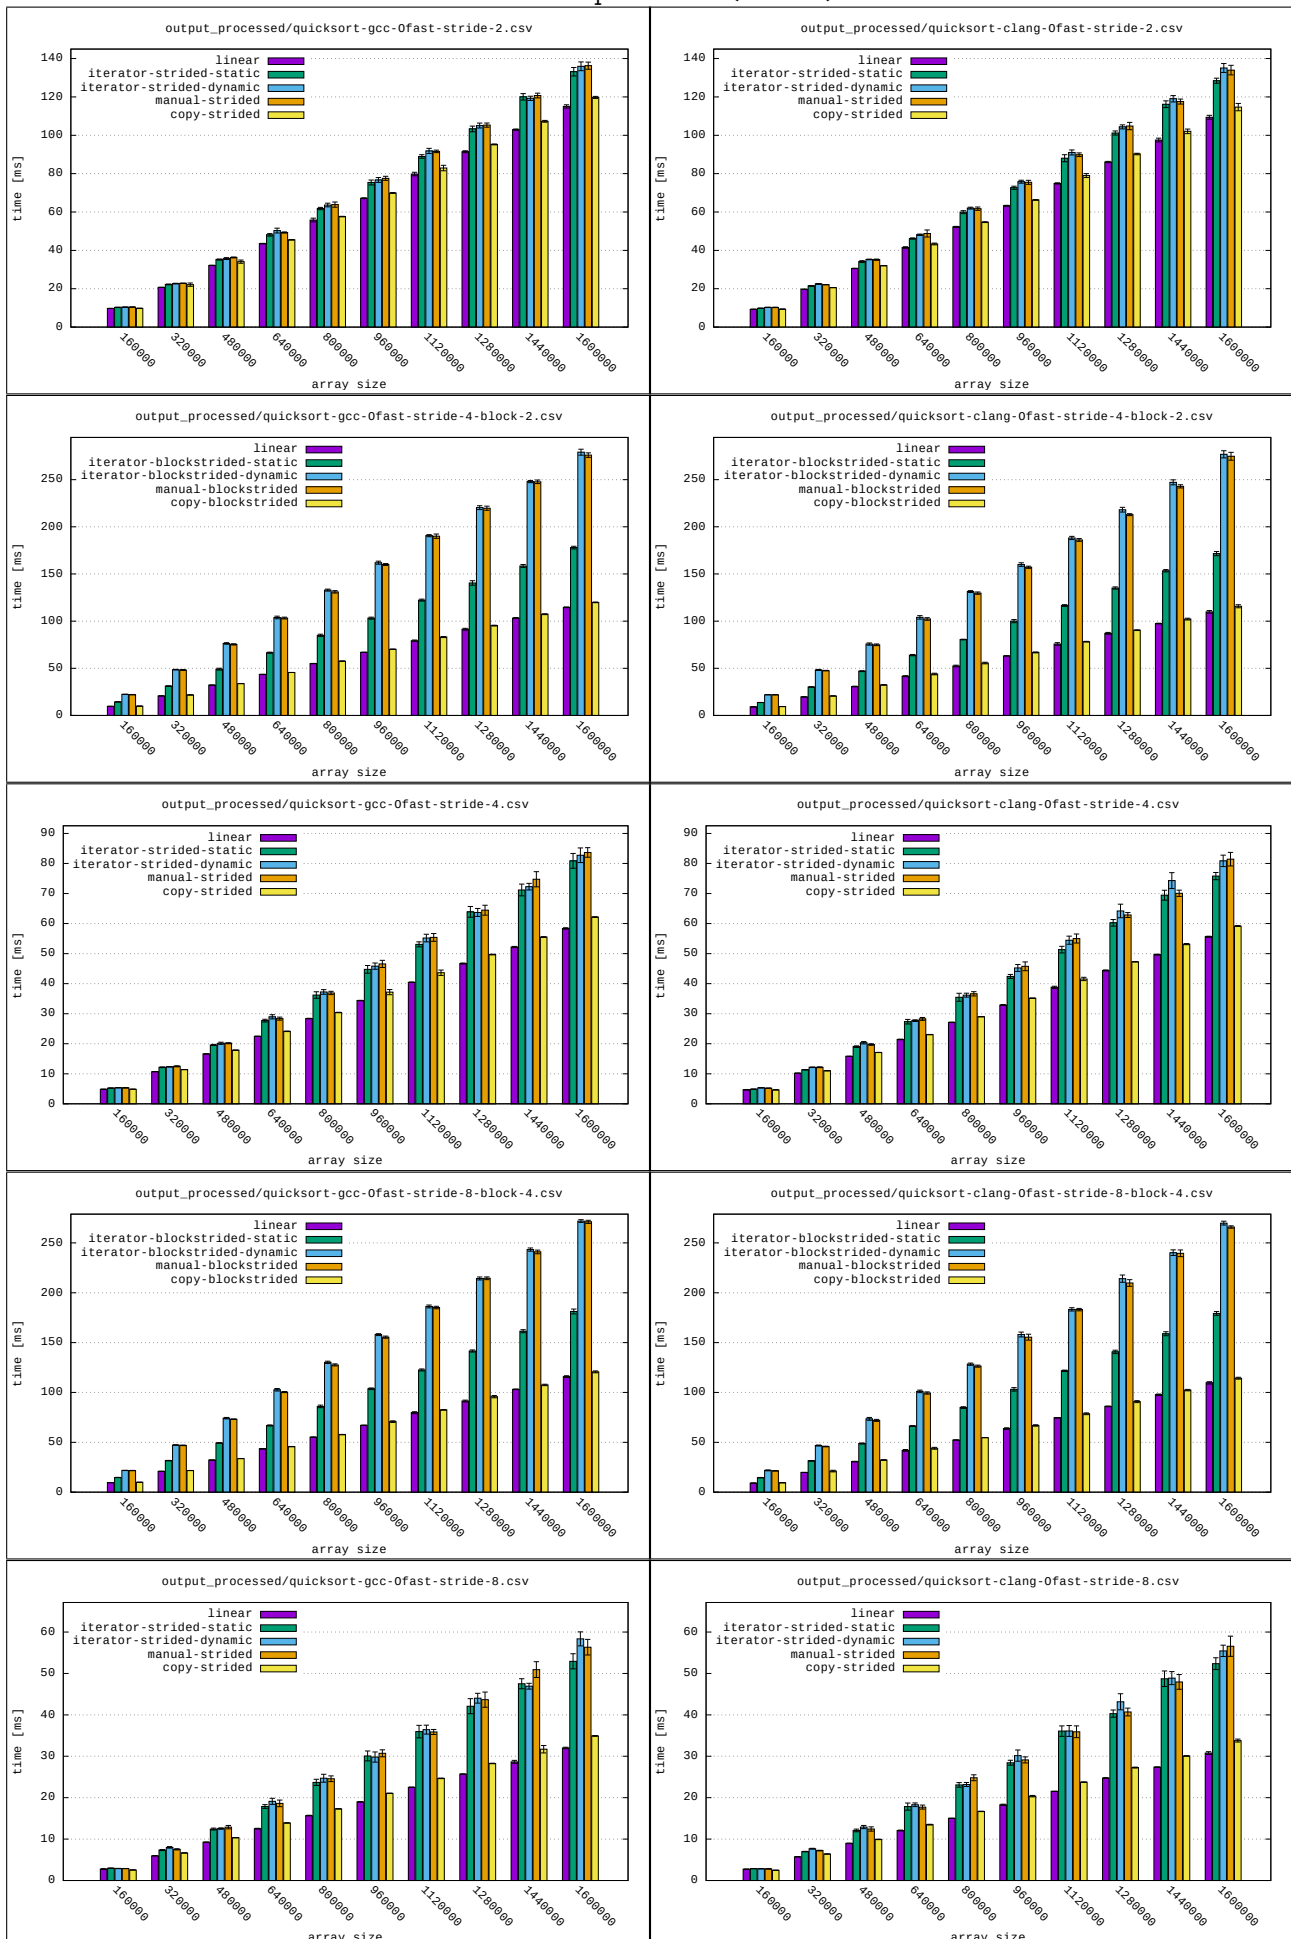 output_processed/quicksort-gcc-Ofast-stride-2.csv
140
120
100
80
60
40
20
0
time [ms]
linear
iterator-strided-static
iterator-strided-dynamic
manual-strided
copy-strided
160000 320000 480000 640000 800000 960000 1120000 1280000 1440000 1600000
array size
output_processed/quicksort-clang-Ofast-stride-2.csv
140
120
100
80
60
40
20
0
time [ms]
linear
iterator-strided-static
iterator-strided-dynamic
manual-strided
copy-strided
160000 320000 480000 640000 800000 960000 1120000 1280000 1440000 1600000
array size
output_processed/quicksort-gcc-Ofast-stride-4-block-2.csv
250
200
150
100
50
0
time [ms]
linear
iterator-blockstrided-static
iterator-blockstrided-dynamic
manual-blockstrided
copy-blockstrided
160000 320000 480000 640000 800000 960000 1120000 1280000 1440000 1600000
array size
output_processed/quicksort-clang-Ofast-stride-4-block-2.csv
250
200
150
100
50
0
time [ms]
linear
iterator-blockstrided-static
iterator-blockstrided-dynamic
manual-blockstrided
copy-blockstrided
160000 320000 480000 640000 800000 960000 1120000 1280000 1440000 1600000
array size
output_processed/quicksort-gcc-Ofast-stride-4.csv
90
80
70
60
50
40
30
20
10
0
time [ms]
linear
iterator-strided-static
iterator-strided-dynamic
manual-strided
copy-strided
160000 320000 480000 640000 800000 960000 1120000 1280000 1440000 1600000
array size
output_processed/quicksort-clang-Ofast-stride-4.csv
90
80
70
60
50
40
30
20
10
0
time [ms]
linear
iterator-strided-static
iterator-strided-dynamic
manual-strided
copy-strided
160000 320000 480000 640000 800000 960000 1120000 1280000 1440000 1600000
array size
output_processed/quicksort-gcc-Ofast-stride-8-block-4.csv
250
200
150
100
50
0
time [ms]
linear
iterator-blockstrided-static
iterator-blockstrided-dynamic
manual-blockstrided
copy-blockstrided
160000 320000 480000 640000 800000 960000 1120000 1280000 1440000 1600000
array size
output_processed/quicksort-clang-Ofast-stride-8-block-4.csv
250
200
150
100
50
0
time [ms]
linear
iterator-blockstrided-static
iterator-blockstrided-dynamic
manual-blockstrided
copy-blockstrided
160000 320000 480000 640000 800000 960000 1120000 1280000 1440000 1600000
array size
output_processed/quicksort-gcc-Ofast-stride-8.csv
60
50
40
30
20
10
0
time [ms]
linear
iterator-strided-static
iterator-strided-dynamic
manual-strided
copy-strided
160000 320000 480000 640000 800000 960000 1120000 1280000 1440000 1600000
array size
output_processed/quicksort-clang-Ofast-stride-8.csv
60
50
40
30
20
10
0
time [ms]
linear
iterator-strided-static
iterator-strided-dynamic
manual-strided
copy-strided
160000 320000 480000 640000 800000 960000 1120000 1280000 1440000 1600000
array size